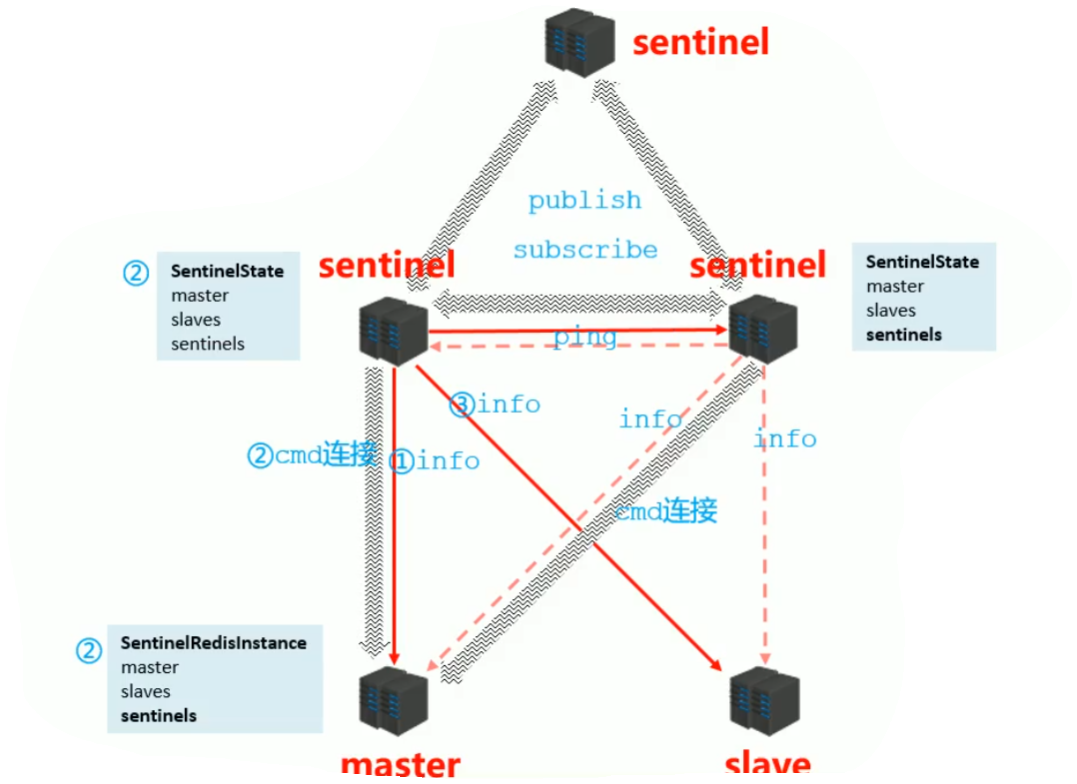 sentinel
publish
subscribe
sentinel
sentinel
②
SentinelState
master
slaves
sentinels
SentinelState
master
slaves
sentinels
ping
③info
info
info
②cmd连接
①info
cmd连接
②
SentinelRedisInstance
master
slaves
sentinels
master
slave